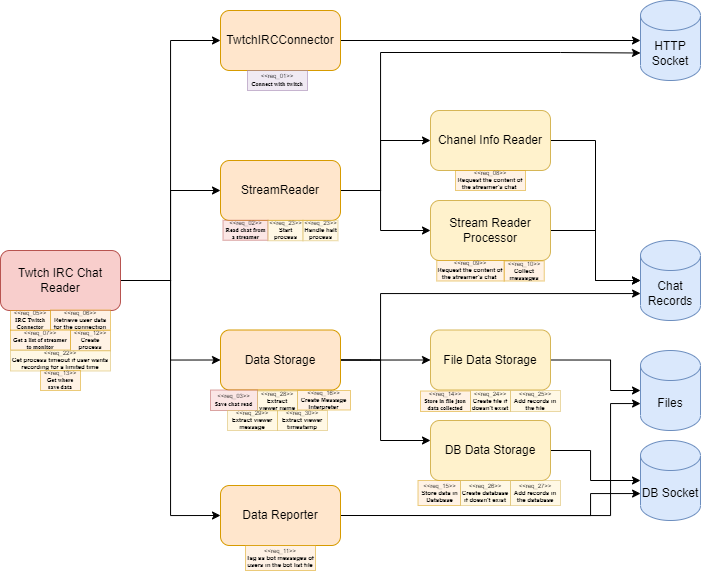 TwtchIRCConnector
<<req_01>>
Connect with twitch
HTTP
Socket
Chanel Info Reader
<<req_08>>
Request the content of
the streamer's chat
StreamReader
<<req_02>>
Read chat from
a streamer
<<req_23>>
Start
process
<<req_23>>
Handle halt
process
Stream Reader
Processor
<<req_09>>
Request the content of
the streamer's chat
<<req_10>>
Collect
messages
Twtch IRC Chat
Reader
<<req_05>>
IRC Twitch
Connector
<<req_06>>
Retrieve user data
for the connection
<<req_07>>
Get a list of streamer
to monitor
<<req_12>>
Create
process
<<req_22>>
Get process timeout if user wants
recording for a limited time
<<req_13>>
Get where
save data
Chat
Records
Data Storage
<<req_03>>
Save chat read
<<req_28>>
Extract
viewer name
<<req_16>>
Create Message
Interpreter
<<req_29>>
Extract viewer
message
<<req_30>>
Extract viewer
timestamp
File Data Storage
<<req_14>>
Store in file json
data collected
<<req_24>>
Create file if
doesn't exist
<<req_25>>
Add records in
the file
Files
DB Data Storage
<<req_15>>
Store data in
Database
<<req_26>>
Create database
if doesn't exist
<<req_27>>
Add records in
the database
DB Socket
Data Reporter
<<req_11>>
Tag as bot messages of
users in the bot list file